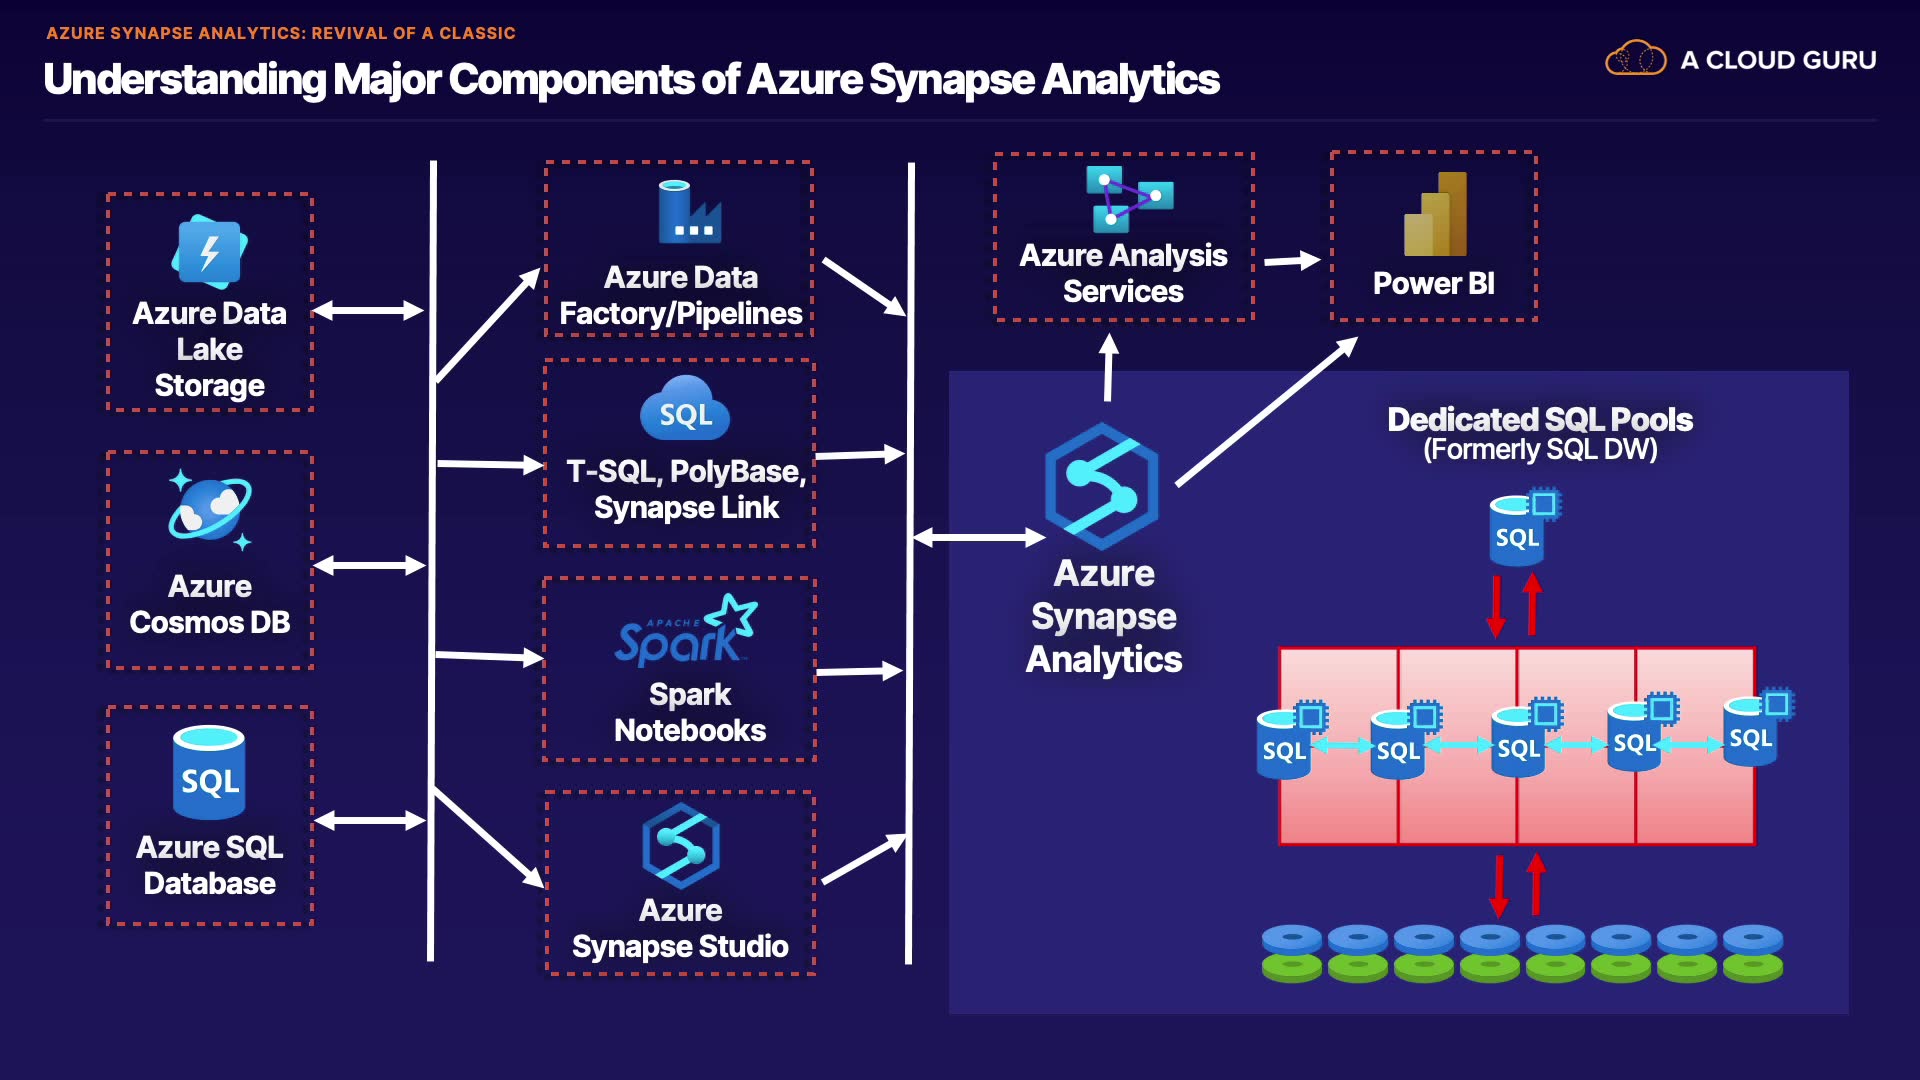 AZURE SYNAPSE ANALYTICS: REVIVAL OF A CLASSIC
Understanding Major Components of Azure Synapse Analytics
A CLOUD GURU
Azure Data
Lake
Storage
Azure
Cosmos DB
SQL
Azure SQL
Database
Azure Data
Factory/Pipelines
SQL
T-SQL, PolyBase,
Synapse Link
APACHE
Spark
Spark
Notebooks
Azure
Synapse Studio
Azure Analysis
Services
Power BI
Azure
Synapse
Analytics
Dedicated SQL Pools
(Formerly SQL DW)
SQL
SQL SQL SQL SQL SQL